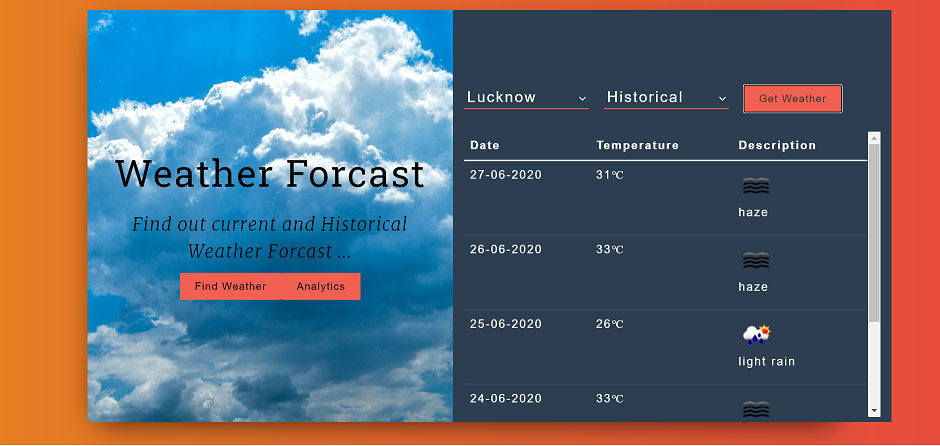 Weather Forcast
Find out current and Historical
Weather Forcast ...
Find Weather Analytics
Lucknow Historical Get Weather
Date Temperature Description
27-06-2020 31℃
haze
26-06-2020 33℃
haze
25-06-2020 26℃
light rain
24-06-2020 33℃